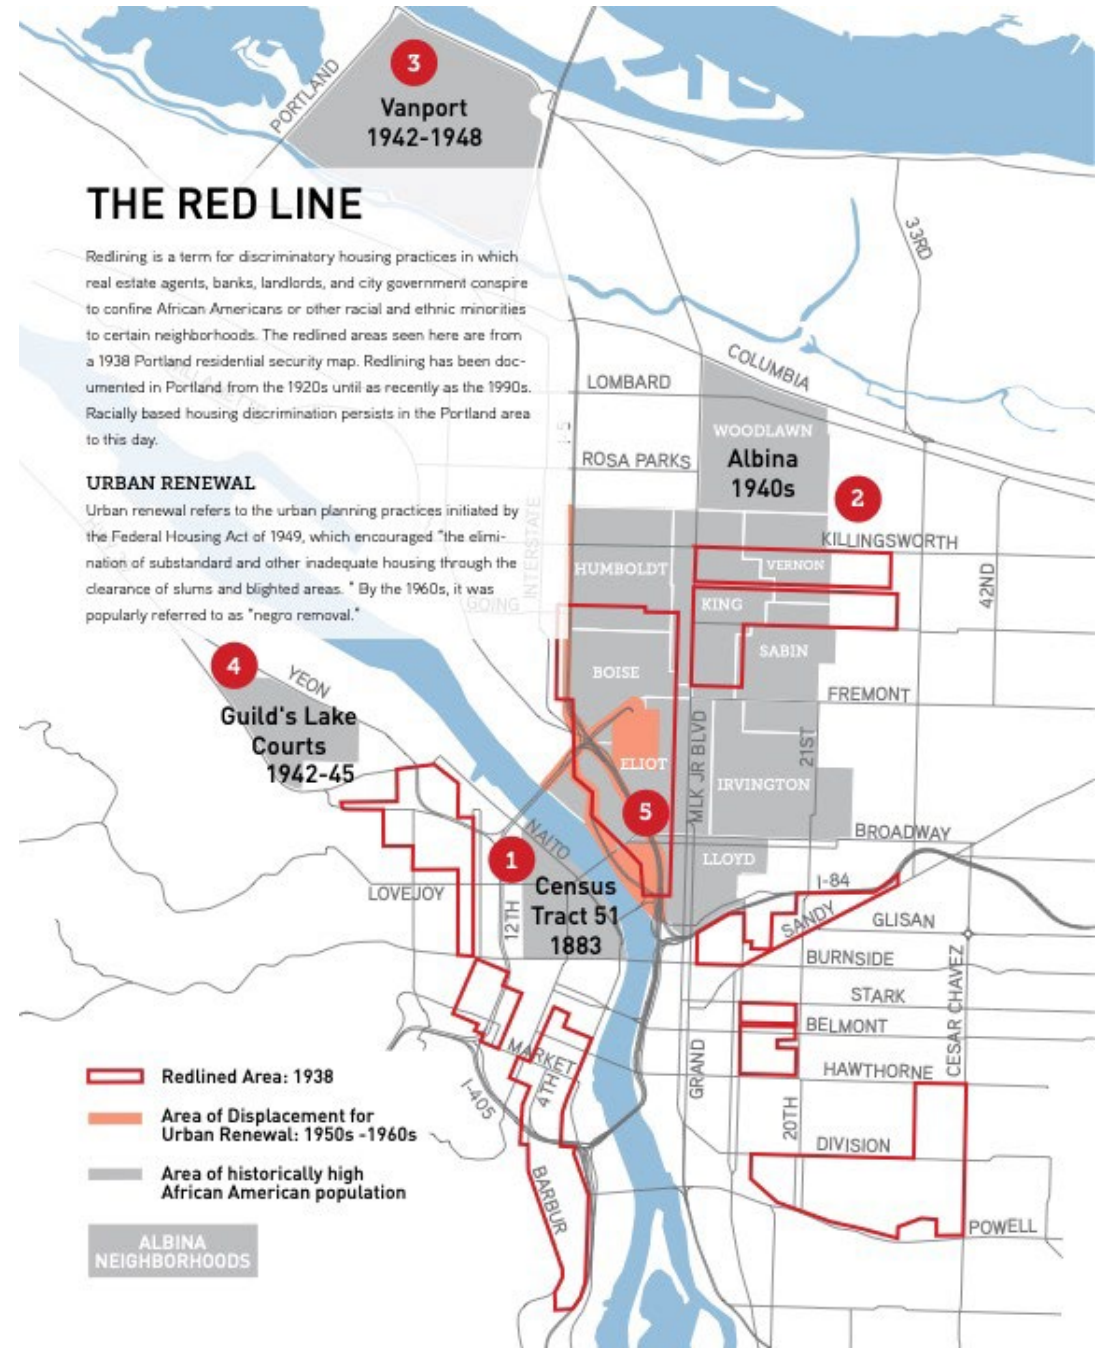 3
Vanport
1942-1948
PORTLAND
THE RED LINE
Redlining is a term for discriminatory housing practices in which
real estate agents, banks, landlords, and city government conspire
to confine African Americans or other racial and ethnic minorities
to certain neighborhoods. The redlined areas seen here are from
a 1938 Portland residential security map. Redlining has been doc-
umented in Portland from the 1920s until as recently as the 1990s.
Racially based housing discrimination persists in the Portland area
to this day.
URBAN RENEWAL
Urban renewal refers to the urban planning practices initiated by
the Federal Housing Act of 1949, which encouraged "the elimi-
nation of substandard and other inadequate housing through the
clearance of slums and blighted areas. " By the 1960s, it was
popularly referred to as "negro removal."
33RD
COLUMBIA
LOMBARD
I-5
WOODLAWN
ROSA PARKS
Albina
1940s
2
INTERSTATE
KILLINGSWORTH
HUMBOLDT
VERNON
42ND
GOING
KING
SABIN
BOISE
FREMONT
4
YEON
Guild's Lake
Courts
1942-45
MLK JR BLVD
21ST
ELIOT
IRVINGTON
5
NAITO
BROADWAY
1
LLOYD
I-84
LOVEJOY
Census
Tract 51
1883
12TH
SANDY
GLISAN
BURNSIDE
CESAR CHAVEZ
STARK
BELMONT
MARKET
HAWTHORNE
GRAND
4TH
I-405
20TH
DIVISION
BARBUR
POWELL
Redlined Area: 1938
Area of Displacement for
Urban Renewal: 1950s -1960s
Area of historically high
African American population
ALBINA
NEIGHBORHOODS